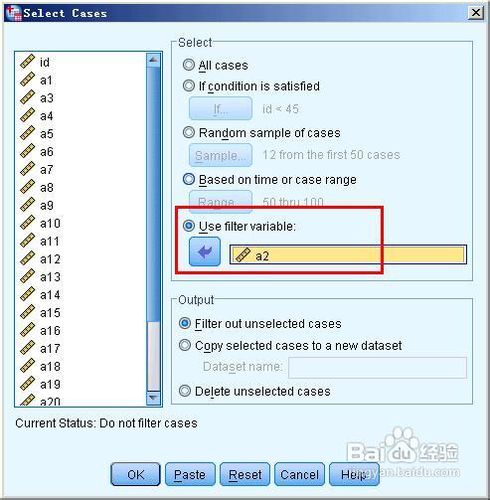 Select Cases
id
a1
a3
a4
a5
a6
a7
a8
a9
a10
a11
a12
a13
a14
a15
a16
a17
a18
a19
a20
Select
All cases
If condition is satisfied
If... id < 45
Random sample of cases
Sample... 12 from the first 50 cases
Based on time or case range
Range... 50 thru 100
Use filter variable:
a2
Output
Filter out unselected cases
Copy selected cases to a new dataset
Dataset name:
Delete unselected cases
Current Status: Do not filter cases
OK Paste Reset Cancel Help
Baidu 经验
jingyan.baidu.com